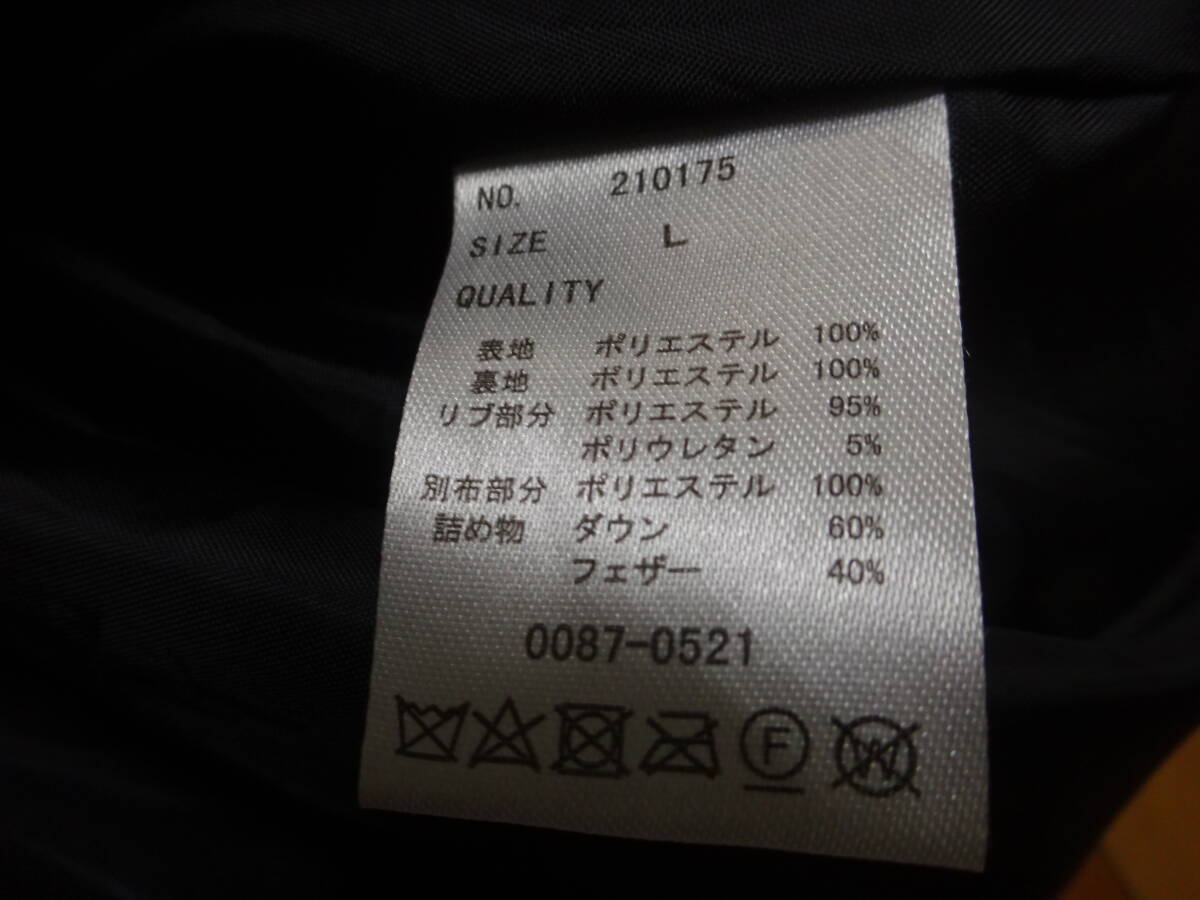 NO. 210175
SIZE L
QUALITY
表地 ポリエステル 100%
裏地 ポリエステル 100%
リブ部分 ポリエステル 95%
ポリウレタン 5%
別布部分 ポリエステル 100%
詰め物 ダウン 60%
フェザー 40%
0087-0521
F W